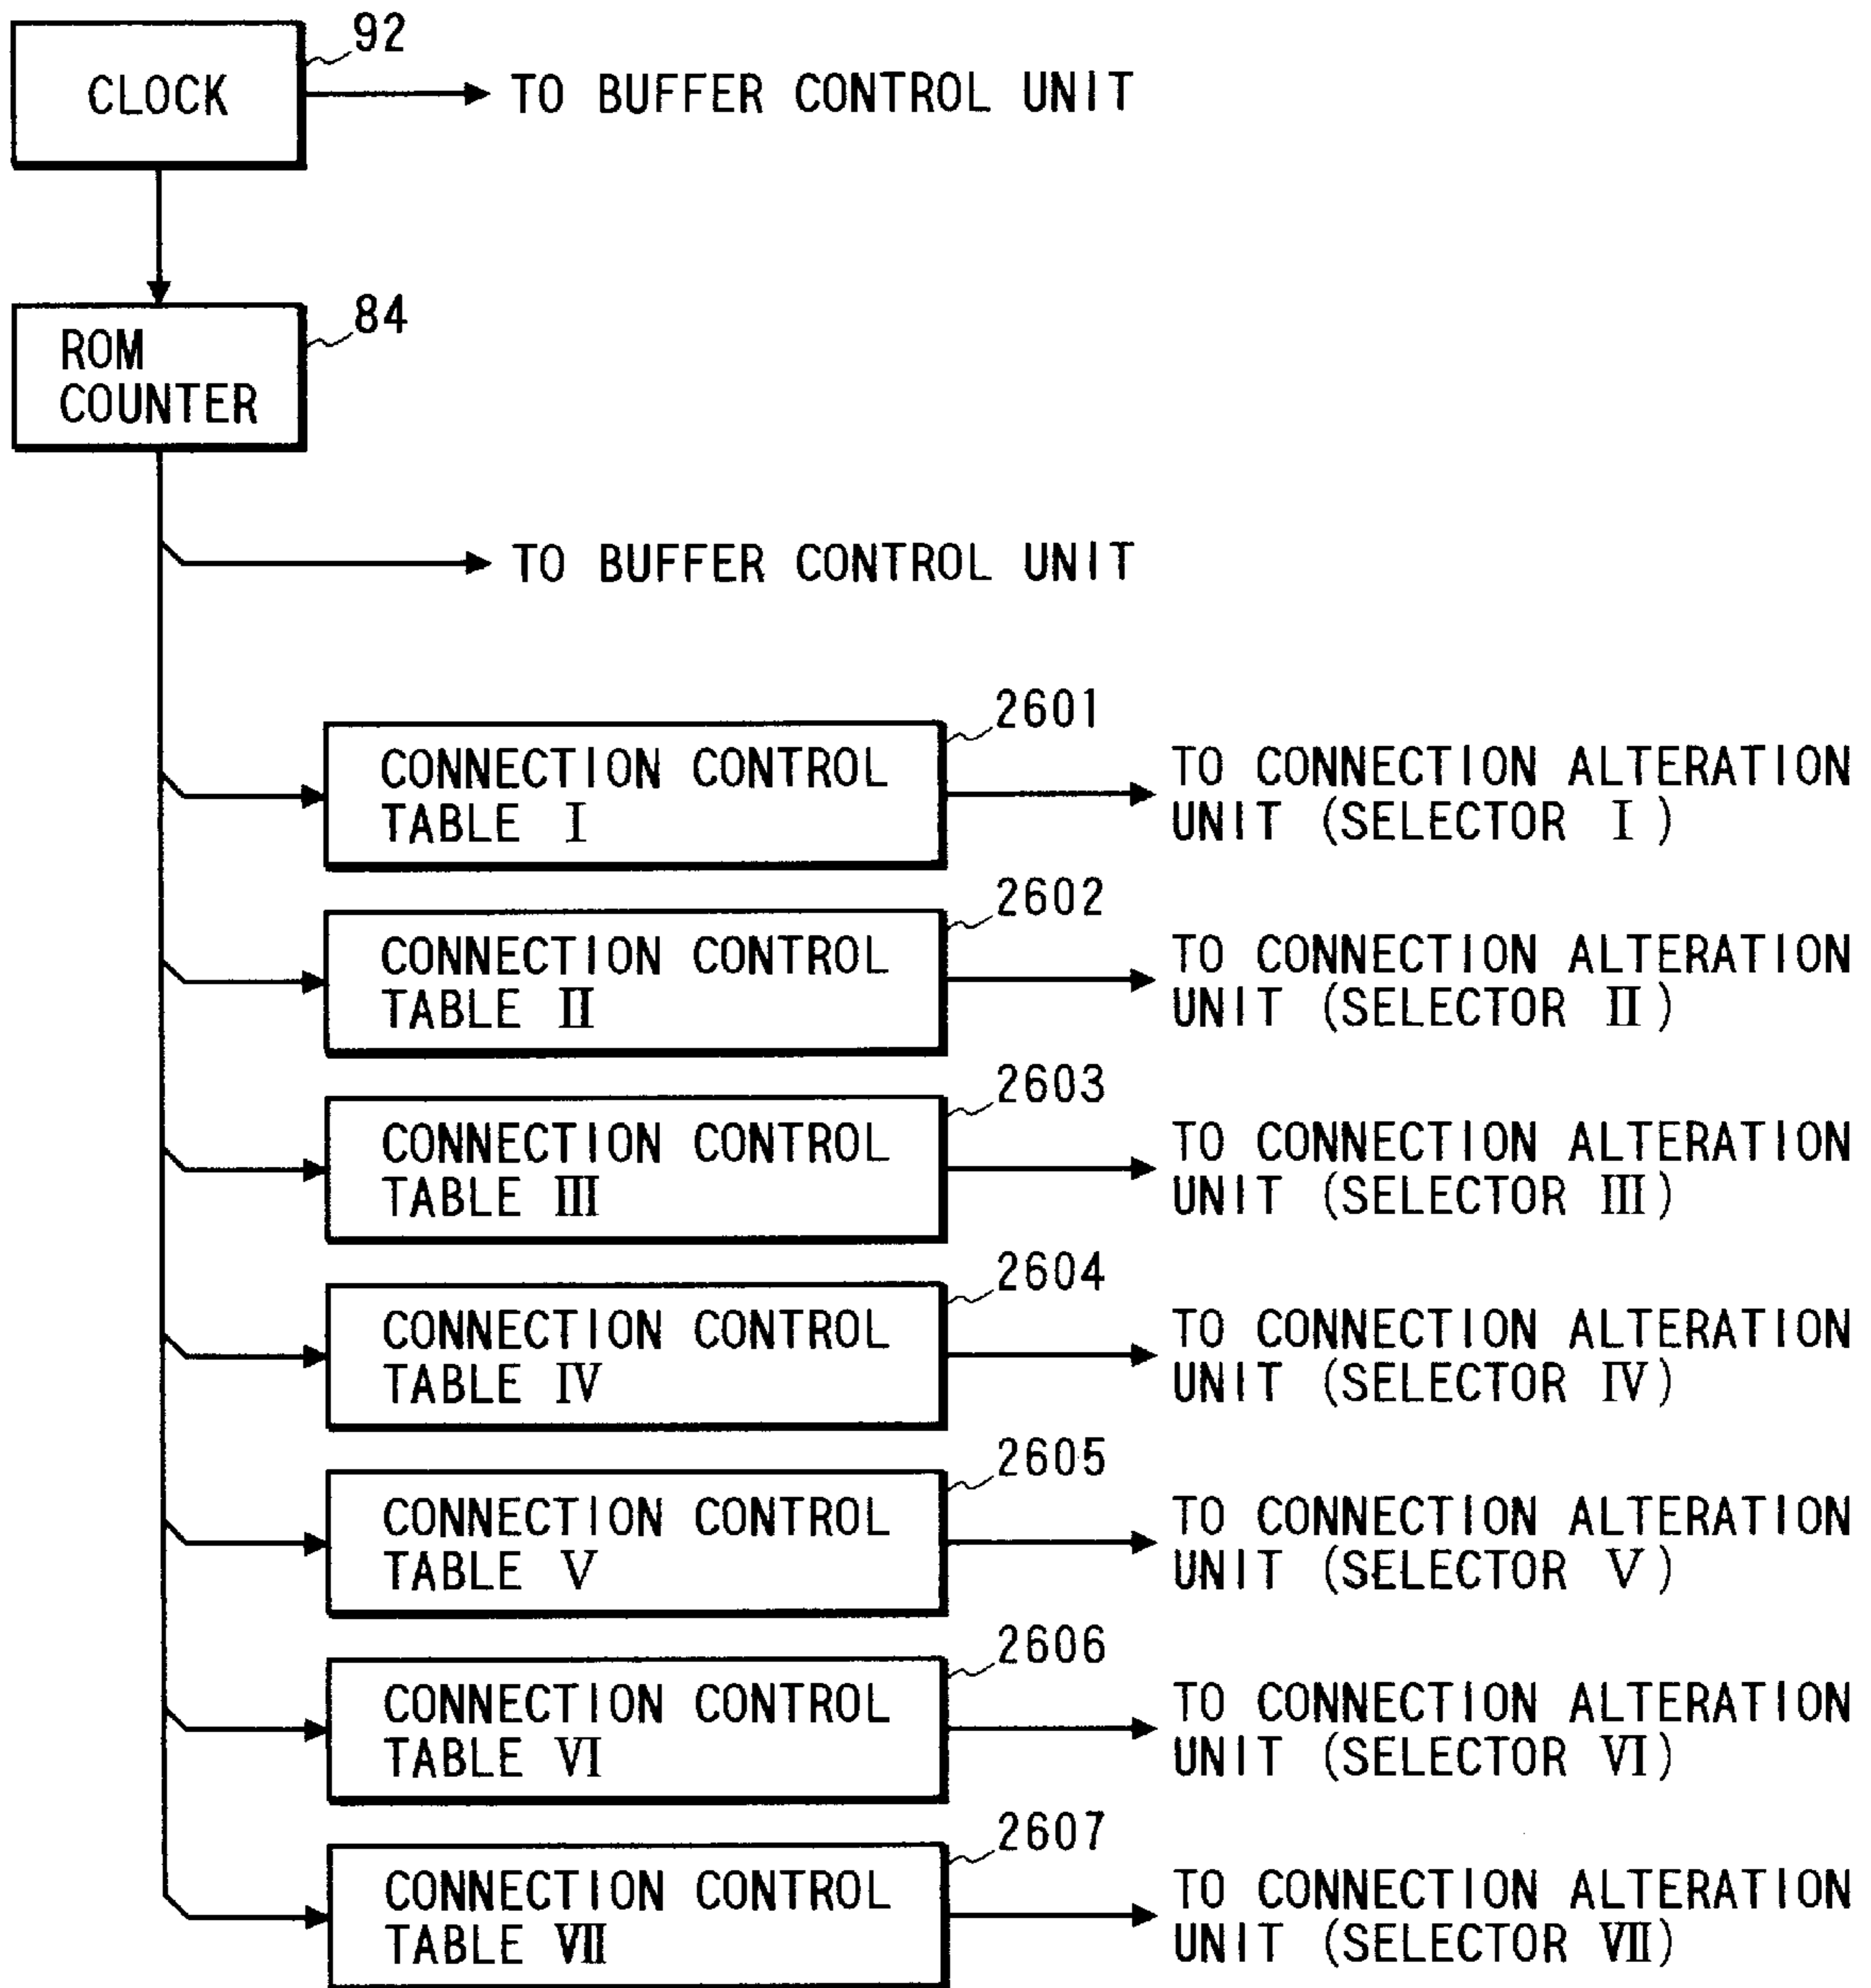 92
CLOCK
TO BUFFER CONTROL UNIT
84
ROM
COUNTER
TO BUFFER CONTROL UNIT
2601
CONNECTION CONTROL
TABLE Ⅰ
TO CONNECTION ALTERATION
UNIT (SELECTOR Ⅰ)
2602
CONNECTION CONTROL
TABLE Ⅱ
TO CONNECTION ALTERATION
UNIT (SELECTOR Ⅱ)
2603
CONNECTION CONTROL
TABLE Ⅲ
TO CONNECTION ALTERATION
UNIT (SELECTOR Ⅲ)
2604
CONNECTION CONTROL
TABLE Ⅳ
TO CONNECTION ALTERATION
UNIT (SELECTOR Ⅳ)
2605
CONNECTION CONTROL
TABLE Ⅴ
TO CONNECTION ALTERATION
UNIT (SELECTOR Ⅴ)
2606
CONNECTION CONTROL
TABLE Ⅵ
TO CONNECTION ALTERATION
UNIT (SELECTOR Ⅵ)
2607
CONNECTION CONTROL
TABLE Ⅶ
TO CONNECTION ALTERATION
UNIT (SELECTOR Ⅶ)